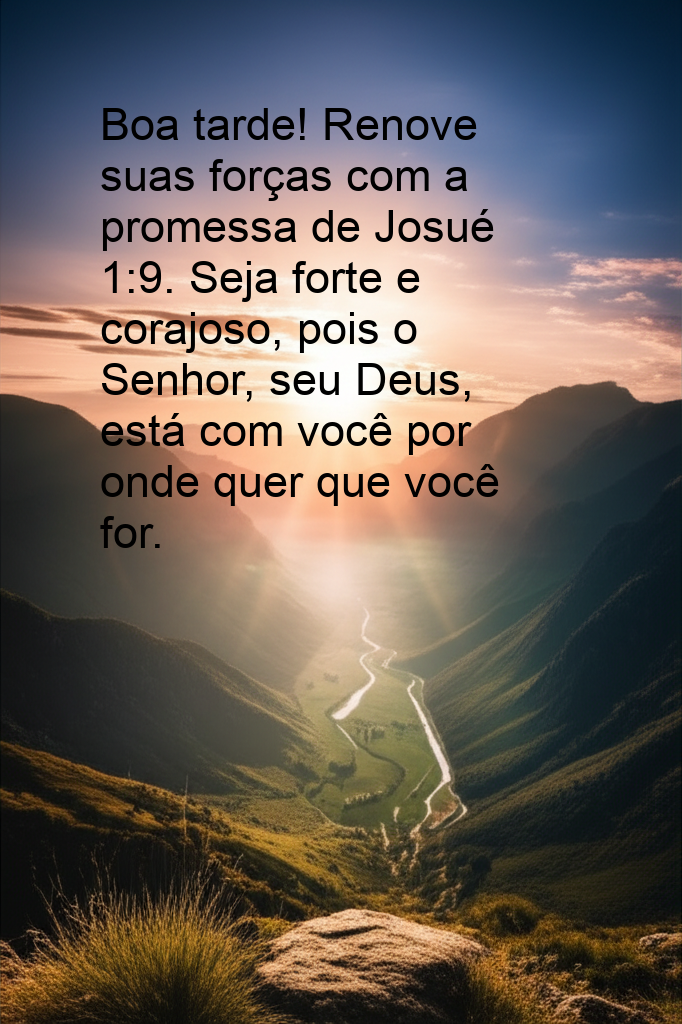 Boa tarde! Renove
suas forças com a
promessa de Josué
1:9. Seja forte e
corajoso, pois o
Senhor, seu Deus,
está com você por
onde quer que você
for.